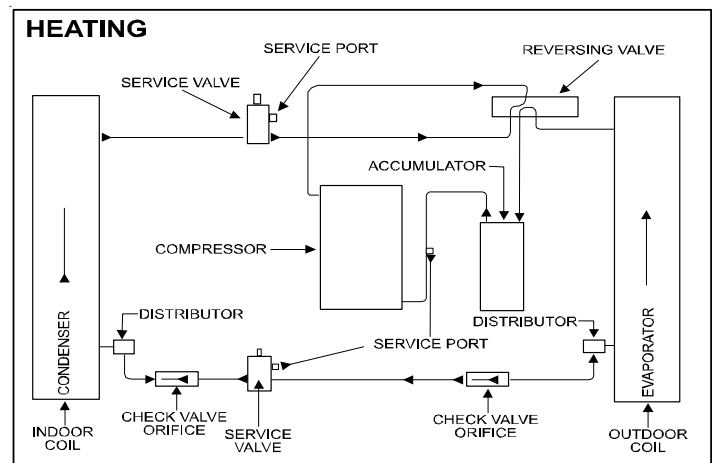 HEATING
SERVICE PORT
REVERSING VALVE
SERVICE VALVE
ACCUMULATOR
COMPRESSOR
DISTRIBUTOR
DISTRIBUTOR
SERVICE PORT
CONDENSER
EVAPORATOR
CHECK VALVE
ORIFICE
CHECK VALVE
ORIFICE
INDOOR
COIL
SERVICE
VALVE
OUTDOOR
COIL